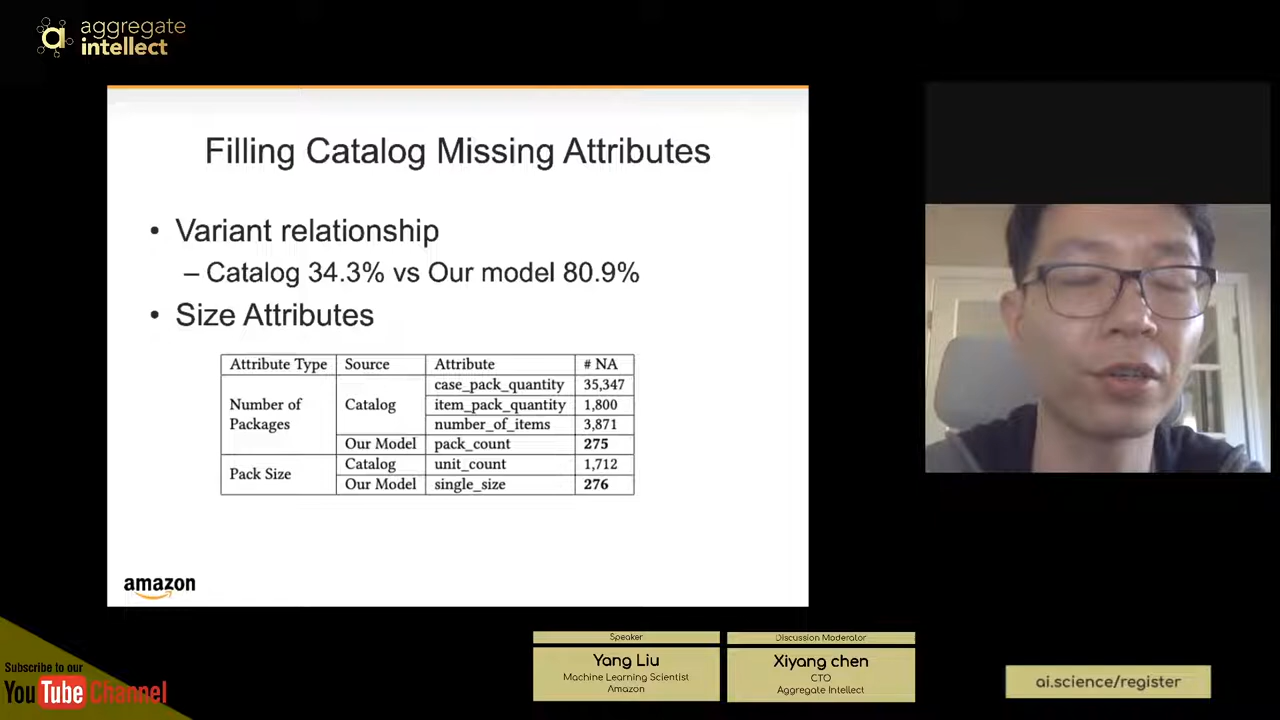 aggregate
intellect
Filling Catalog Missing Attributes
• Variant relationship
– Catalog 34.3% vs Our model 80.9%
• Size Attributes
Attribute Type Source Attribute # NA
Number of Packages Catalog case_pack_quantity 35,347
item_pack_quantity 1,800
number_of_items 3,871
Our Model pack_count 275
Pack Size Catalog unit_count 1,712
Our Model single_size 276
amazon
Speaker
Yang Liu
Machine Learning Scientist
Amazon
Discussion Moderator
Xiyang chen
CTO
Aggregate Intellect
ai.science/register
Subscribe to our
YouTube Channel